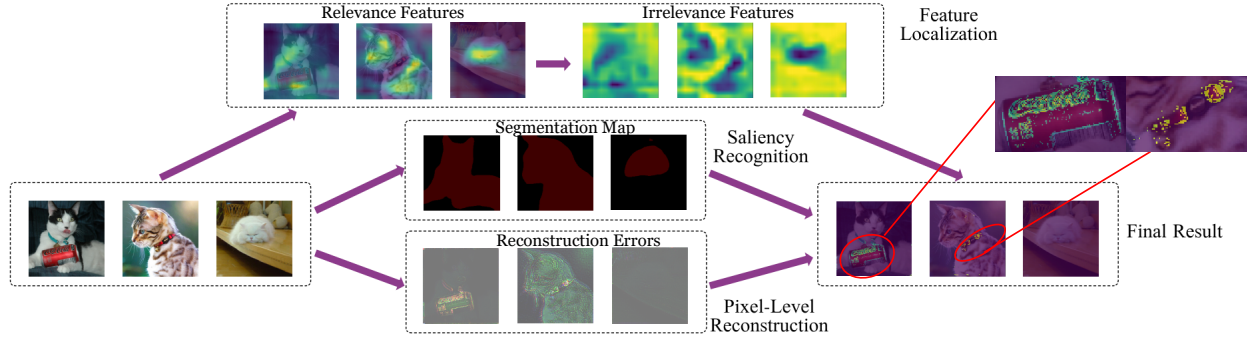 Relevance Features
Irrelevance Features
Feature
Localization
Segmentation Map
Saliency
Recognition
Reconstruction Errors
Pixel-Level
Reconstruction
Final Result